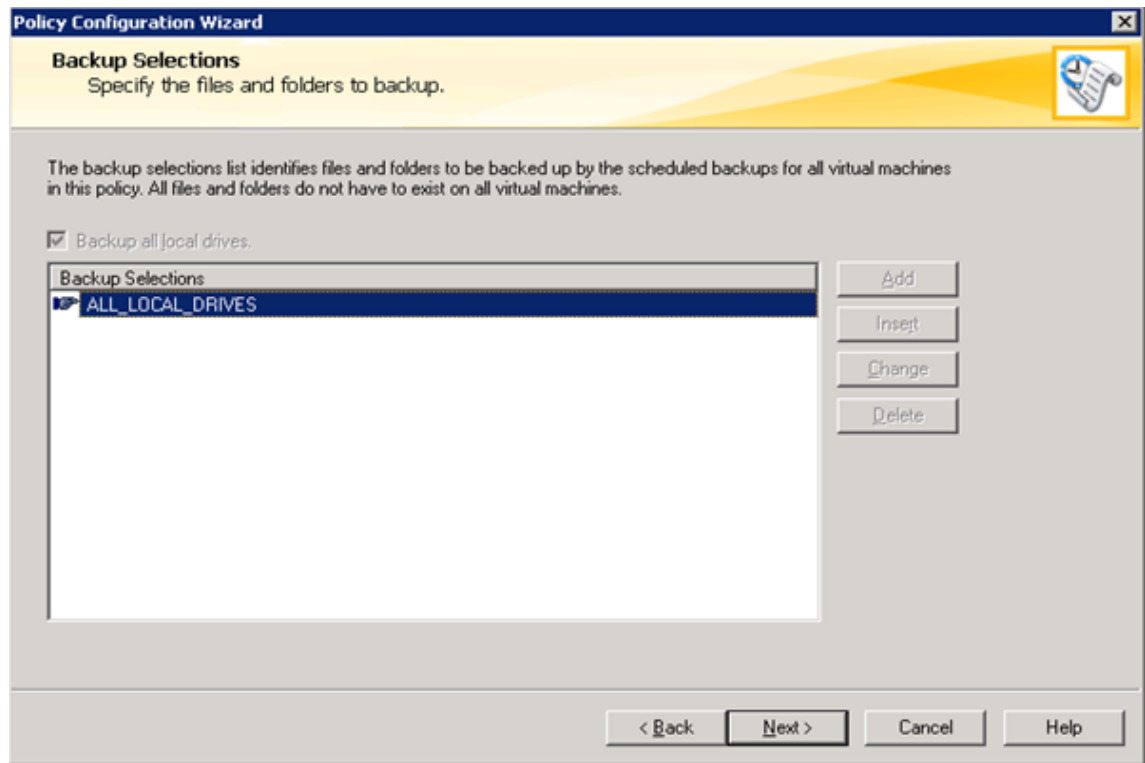 Policy Configuration Wizard
Backup Selections
Specify the files and folders to backup.
The backup selections list identifies files and folders to be backed up by the scheduled backups for all virtual machines
in this policy. All files and folders do not have to exist on all virtual machines.
Backup all local drives.
Backup Selections
ALL_LOCAL_DRIVES
Add
Insert
Change
Delete
< Back
Next >
Cancel
Help